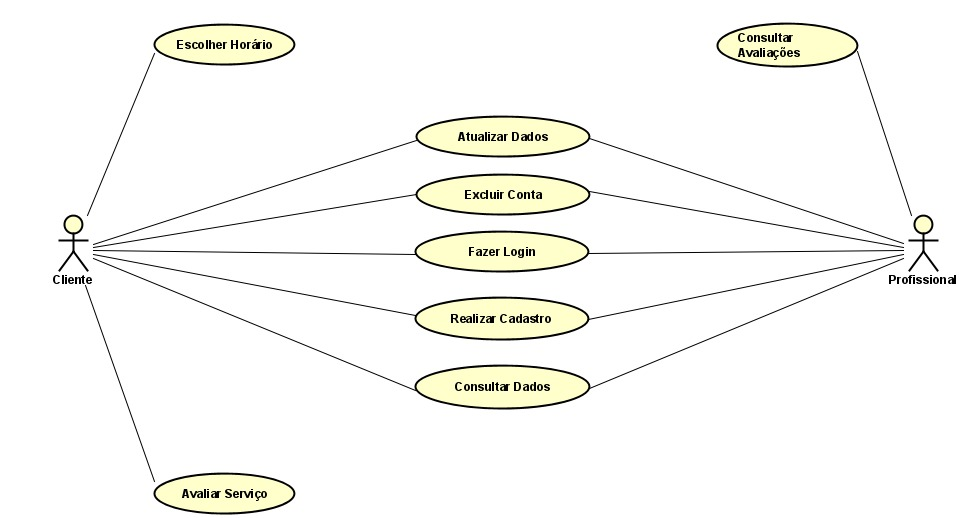 Escolher Horário
Consultar
Avaliações
Atualizar Dados
Excluir Conta
Fazer Login
Cliente
Profissional
Realizar Cadastro
Consultar Dados
Avaliar Serviço